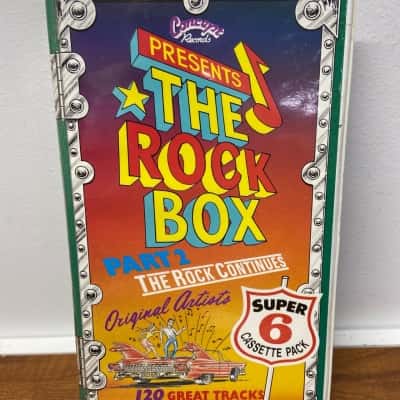 Concept
Records
PRESENTS
THE
ROCK
BOX
PART 2
THE ROCK CONTINUES
Original Artists
SUPER
6
CASSETTE PACK
120 GREAT TRACKS